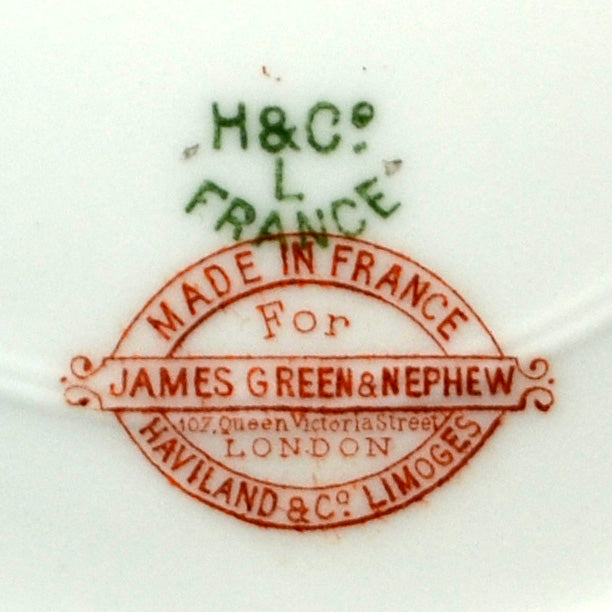 H&Co.
L
FRANCE
MADE IN FRANCE
For
JAMES GREEN & NEPHEW
107, Queen Victoria Street
LONDON
HAVILAND & Co. LIMOGES